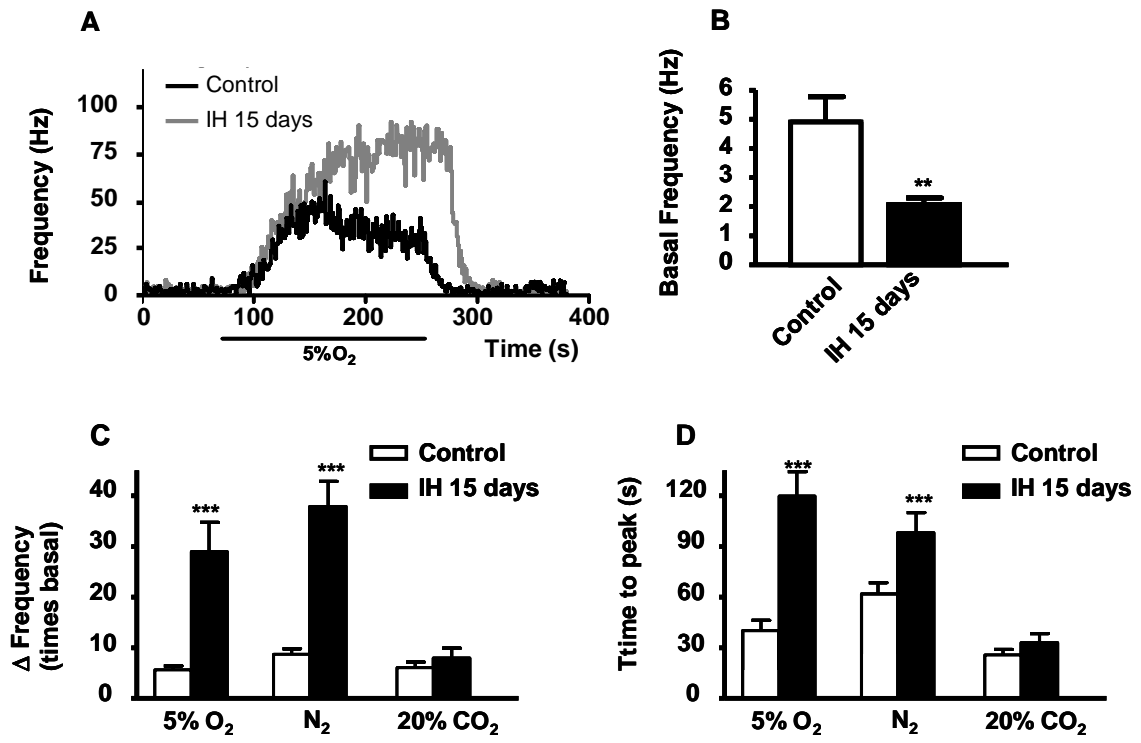 A
Control
IH 15 days
Frequency (Hz)
100
75
50
25
0
0 100 200 300 400
5%O₂
Time (s)
B
Basal Frequency (Hz)
6
5
4
3
2
1
0
**
Control
IH 15 days
C
Control
IH 15 days
Δ Frequency
(times basal)
40
30
20
10
0
***
***
5% O₂ N₂ 20% CO₂
D
Control
IH 15 days
Ttime to peak (s)
120
90
60
30
0
***
***
5% O₂ N₂ 20% CO₂